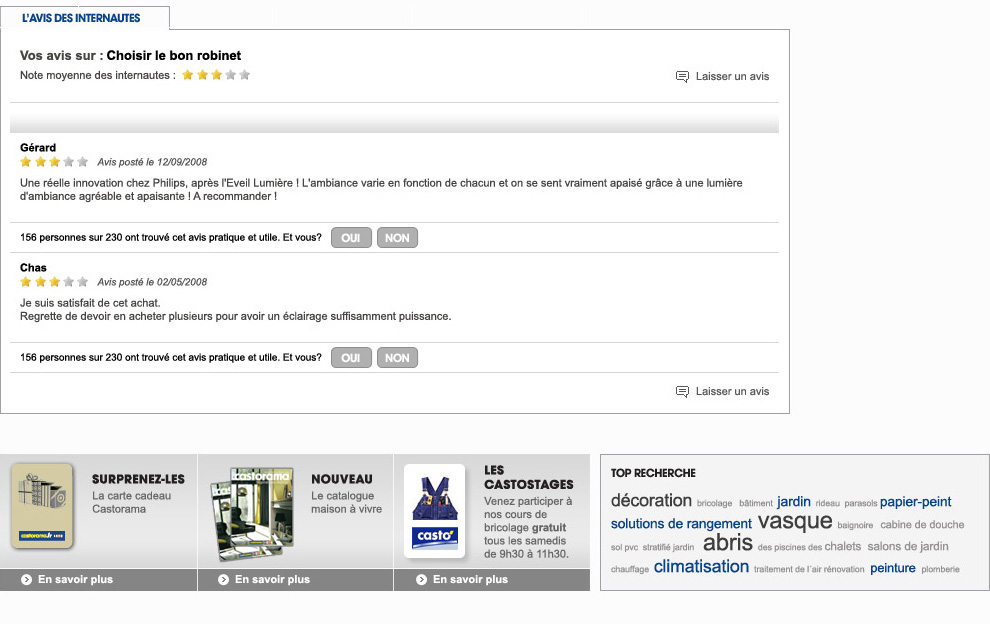 L'AVIS DES INTERNAUTES
Vos avis sur : Choisir le bon robinet
Note moyenne des internautes :
Laisser un avis
Gérard
Avis posté le 12/09/2008
Une réelle innovation chez Philips, après l'Eveil Lumière ! L'ambiance varie en fonction de chacun et on se sent vraiment apaisé grâce à une lumière
d'ambiance agréable et apaisante ! A recommander !
156 personnes sur 230 ont trouvé cet avis pratique et utile. Et vous? OUI NON
Chas
Avis posté le 02/05/2008
Je suis satisfait de cet achat.
Regrette de devoir en acheter plusieurs pour avoir un éclairage suffisamment puissance.
156 personnes sur 230 ont trouvé cet avis pratique et utile. Et vous? OUI NON
Laisser un avis
castorama.fr
SURPRENEZ-LES
La carte cadeau
Castorama
En savoir plus
castorama
NOUVEAU
Le catalogue
maison à vivre
En savoir plus
casto'
LES
CASTOSTAGES
Venez participer à
nos cours de
bricolage gratuit
tous les samedis
de 9h30 à 11h30.
En savoir plus
TOP RECHERCHE
décoration bricolage bâtiment jardin rideau parasols papier-peint
solutions de rangement vasque baignoire cabine de douche
sol pvc stratifié jardin abris des piscines des chalets salons de jardin
chauffage climatisation traitement de l'air rénovation peinture plomberie